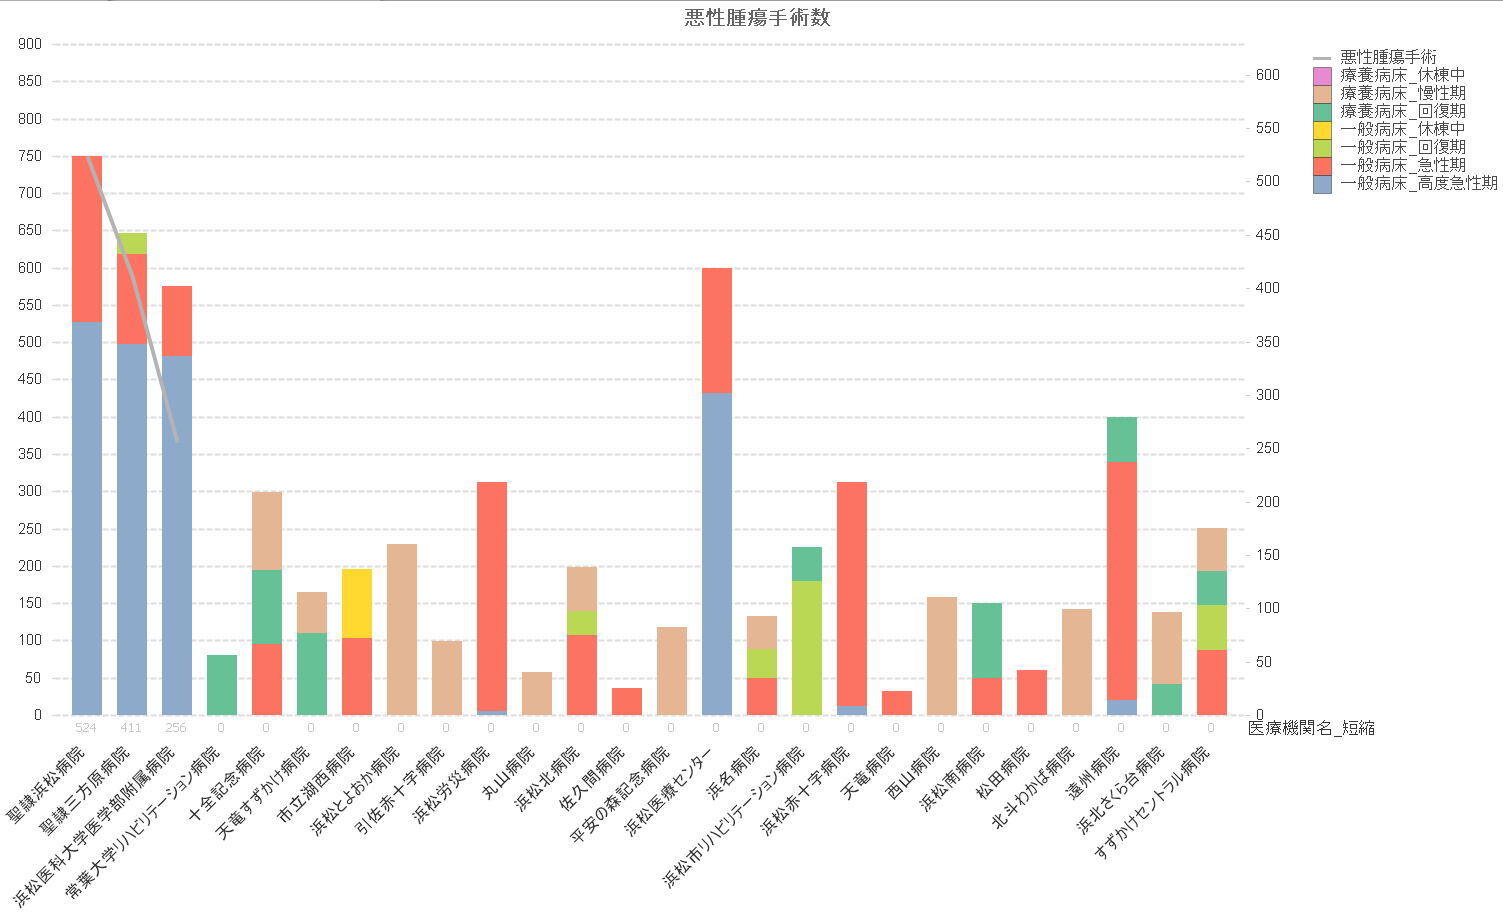 悪性腫瘍手術数
900
850
800
750
700
650
600
550
500
450
400
350
300
250
200
150
100
50
0
600
550
500
450
400
350
300
250
200
150
100
50
0
悪性腫瘍手術
療養病床_休棟中
療養病床_慢性期
療養病床_回復期
一般病床_休棟中
一般病床_回復期
一般病床_急性期
一般病床_高度急性期
524 411 256 0 0 0 0 0 0 0 0 0 0 0 0 0 0 0 0 0 0 0 0 0 0 0
医療機関名_短縮
聖隷浜松病院
聖隷三方原病院
浜松医科大学医学部附属病院
常葉大学リハビリテーション病院
十全記念病院
天竜すずかけ病院
市立湖西病院
浜松とよおか病院
引佐赤十字病院
浜松労災病院
丸山病院
浜松北病院
佐久間病院
平安の森記念病院
浜松医療センター
浜名病院
浜松市リハビリテーション病院
浜松赤十字病院
天竜病院
西山病院
浜松南病院
松田病院
北斗わかば病院
遠州病院
浜北さくら台病院
すずかけセントラル病院